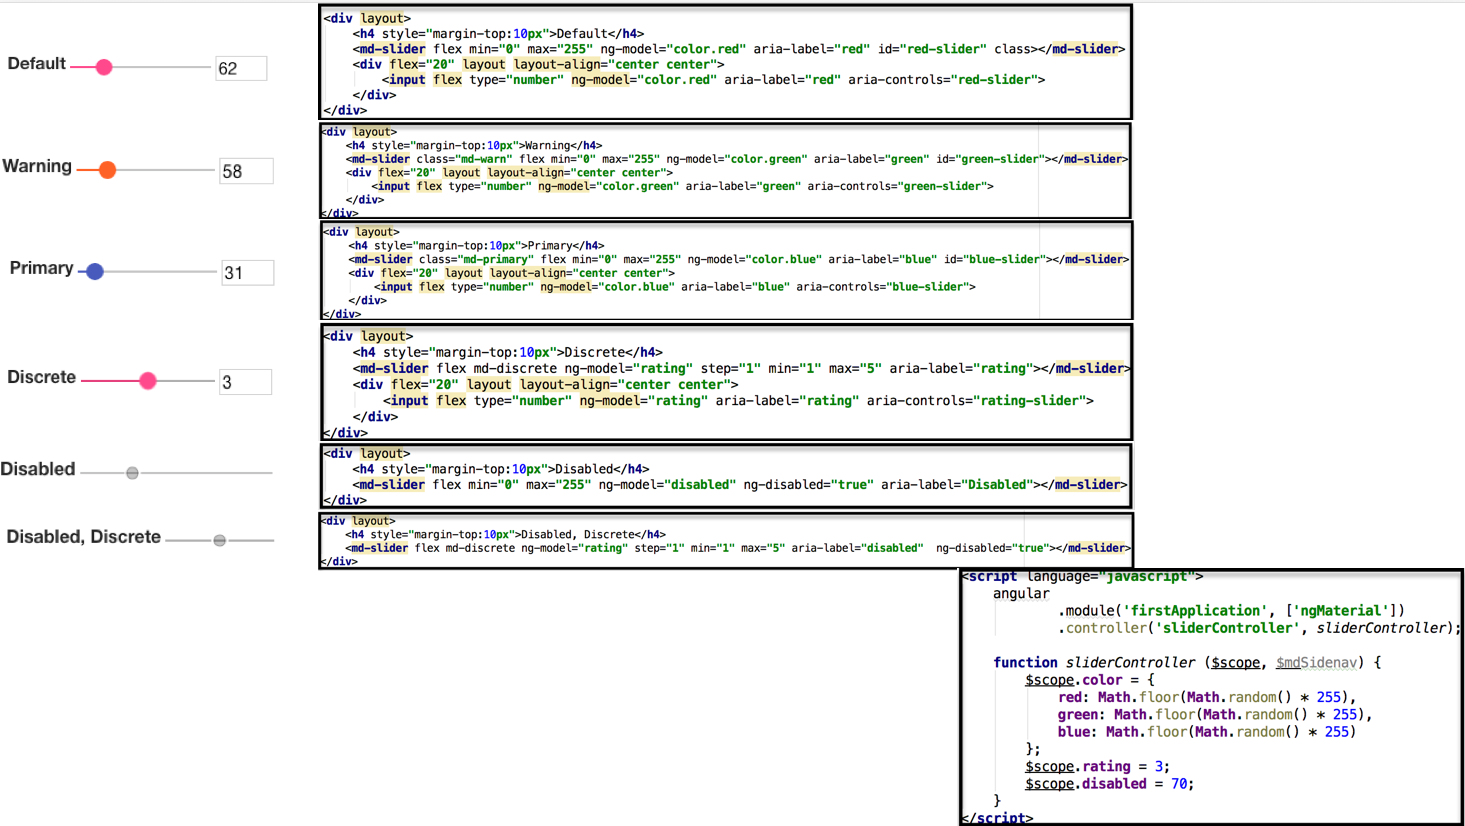 Default
62
<div layout>
<h4 style="margin-top:10px">Default</h4>
<md-slider flex min="0" max="255" ng-model="color.red" aria-label="red" id="red-slider" class></md-slider>
<div flex="20" layout layout-align="center center">
<input flex type="number" ng-model="color.red" aria-label="red" aria-controls="red-slider">
</div>
</div>
Warning
58
<div layout>
<h4 style="margin-top:10px">Warning</h4>
<md-slider class="md-warn" flex min="0" max="255" ng-model="color.green" aria-label="green" id="green-slider"></md-slider>
<div flex="20" layout layout-align="center center">
<input flex type="number" ng-model="color.green" aria-label="green" aria-controls="green-slider">
</div>
</div>
Primary
31
<div layout>
<h4 style="margin-top:10px">Primary</h4>
<md-slider class="md-primary" flex min="0" max="255" ng-model="color.blue" aria-label="blue" id="blue-slider"></md-slider>
<div flex="20" layout layout-align="center center">
<input flex type="number" ng-model="color.blue" aria-label="blue" aria-controls="blue-slider">
</div>
</div>
Discrete
3
<div layout>
<h4 style="margin-top:10px">Discrete</h4>
<md-slider flex md-discrete ng-model="rating" step="1" min="1" max="5" aria-label="rating"></md-slider>
<div flex="20" layout layout-align="center center">
<input flex type="number" ng-model="rating" aria-label="rating" aria-controls="rating-slider">
</div>
</div>
Disabled
<div layout>
<h4 style="margin-top:10px">Disabled</h4>
<md-slider flex min="0" max="255" ng-model="disabled" ng-disabled="true" aria-label="Disabled"></md-slider>
</div>
Disabled, Discrete
<div layout>
<h4 style="margin-top:10px">Disabled, Discrete</h4>
<md-slider flex md-discrete ng-model="rating" step="1" min="1" max="5" aria-label="disabled" ng-disabled="true"></md-slider>
</div>
<script language="javascript">
angular
.module('firstApplication', ['ngMaterial'])
.controller('sliderController', sliderController);
function sliderController ($scope, $mdSidenav) {
$scope.color = {
red: Math.floor(Math.random() * 255),
green: Math.floor(Math.random() * 255),
blue: Math.floor(Math.random() * 255)
};
$scope.rating = 3;
$scope.disabled = 70;
}
</script>